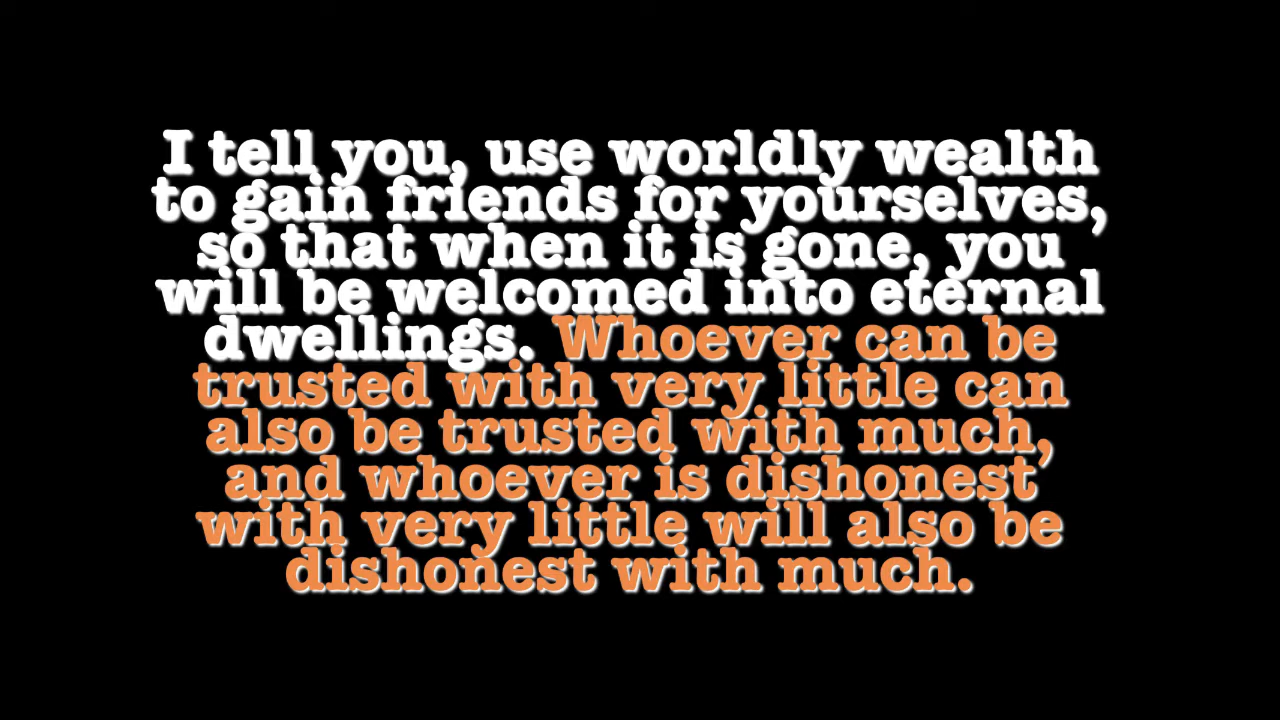 I tell you, use worldly wealth
to gain friends for yourselves,
so that when it is gone, you
will be welcomed into eternal
dwellings. Whoever can be
trusted with very little can
also be trusted with much,
and whoever is dishonest
with very little will also be
dishonest with much.